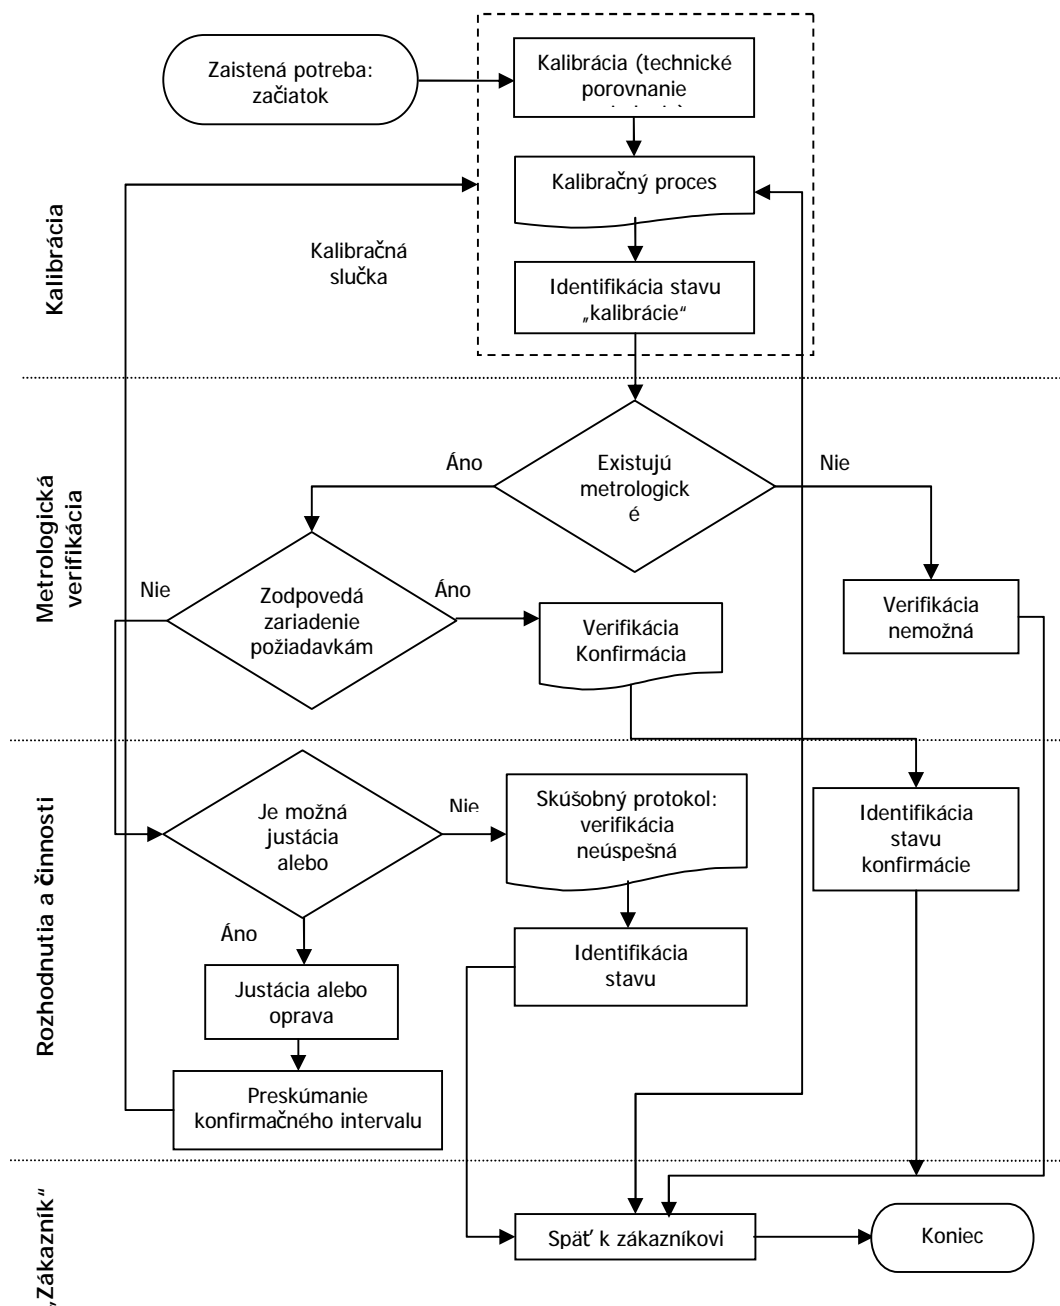 Zaistená potreba:
začiatok
Kalibrácia (technické
porovnanie
Kalibračný proces
Kalibračná
slučka
Identifikácia stavu
„kalibrácie“
Kalibrácia
Áno
Existujú
metrologick
é
Nie
Metrologická
verifikácia
Nie
Zodpovedá
zariadenie
požiadavkám
Áno
Verifikácia
Konfirmácia
Verifikácia
nemožná
Rozhodnutia a činnosti
Je možná
justácia
alebo
Nie
Skúšobný protokol:
verifikácia
neúspešná
Identifikácia
stavu
konfirmácie
Áno
Identifikácia
stavu
Justácia alebo
oprava
Preskúmanie
konfirmačného intervalu
„Zákazník“
Späť k zákazníkovi
Koniec